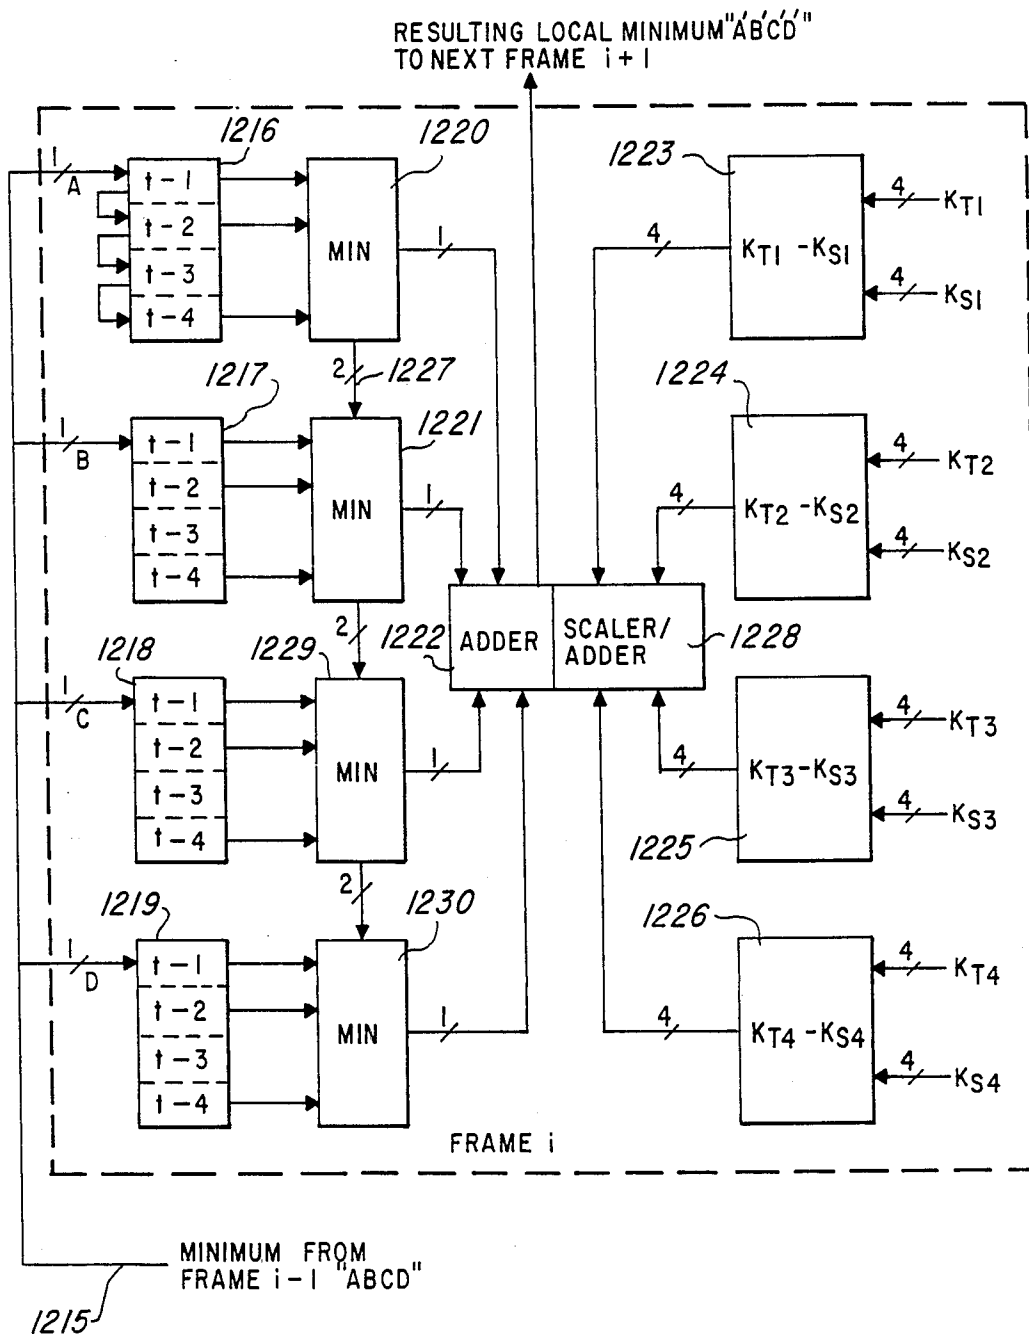 RESULTING LOCAL MINIMUM "A'B'C'D'"
TO NEXT FRAME i+1
1216
1220
1223
1
A
t-1
t-2
t-3
t-4
MIN
1
4
KT1 -KS1
4
KT1
4
KS1
2
1227
1217
1221
1224
1
B
t-1
t-2
t-3
t-4
MIN
1
4
KT2 -KS2
4
KT2
4
KS2
2
1222
ADDER
SCALER/
ADDER
1228
1218
1229
1
C
t-1
t-2
t-3
t-4
MIN
1
4
KT3-KS3
4
KT3
4
KS3
1225
2
1219
1230
1226
1
D
t-1
t-2
t-3
t-4
MIN
1
4
KT4 -KS4
4
KT4
4
KS4
FRAME i
MINIMUM FROM
FRAME i-1 "ABCD"
1215